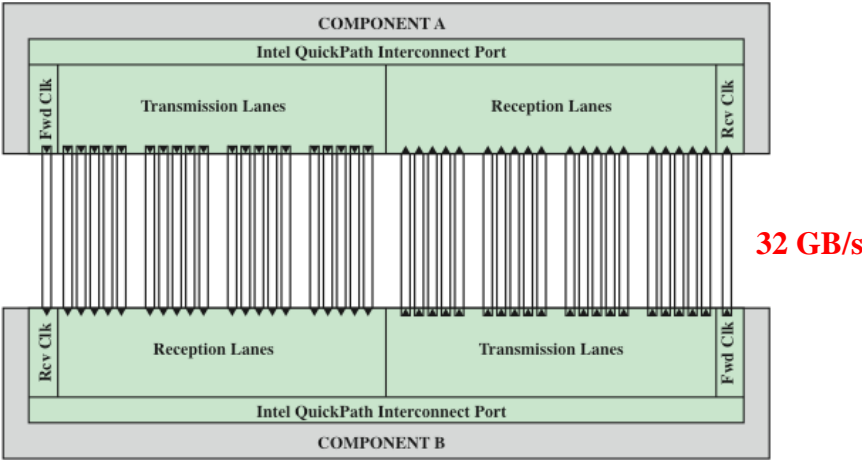 COMPONENT A
Intel QuickPath Interconnect Port
Fwd Clk
Transmission Lanes
Reception Lanes
Rcv Clk
32 GB/s
Rcv Clk
Reception Lanes
Transmission Lanes
Fwd Clk
Intel QuickPath Interconnect Port
COMPONENT B